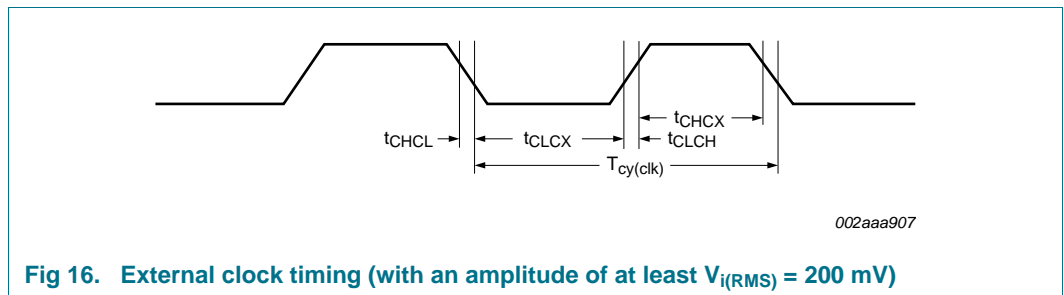 tCHCX
tCHCL tCLCX tCLCH
Tcy(clk)
002aaa907
Fig 16. External clock timing (with an amplitude of at least Vi(RMS) = 200 mV)